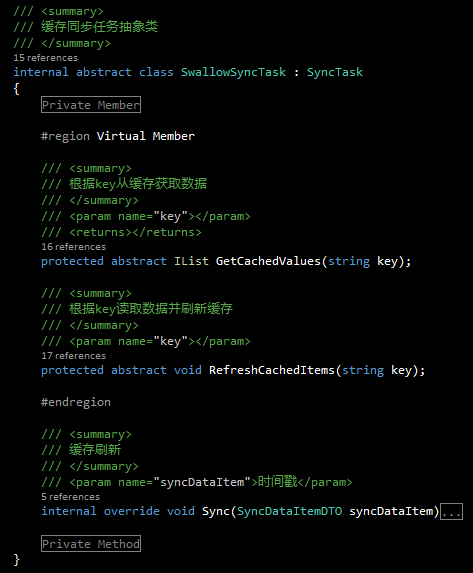 /// <summary>
/// 缓存同步任务抽象类
/// </summary>
15 references
internal abstract class SwallowSyncTask : SyncTask
{
Private Member
#region Virtual Member
/// <summary>
/// 根据key从缓存获取数据
/// </summary>
/// <param name="key"></param>
/// <returns></returns>
16 references
protected abstract IList GetCachedValues(string key);
/// <summary>
/// 根据key读取数据并刷新缓存
/// </summary>
/// <param name="key"></param>
17 references
protected abstract void RefreshCachedItems(string key);
#endregion
/// <summary>
/// 缓存刷新
/// </summary>
/// <param name="syncDataItem">时间戳</param>
5 references
internal override void Sync(SyncDataItemDTO syncDataItem)...
Private Method
}